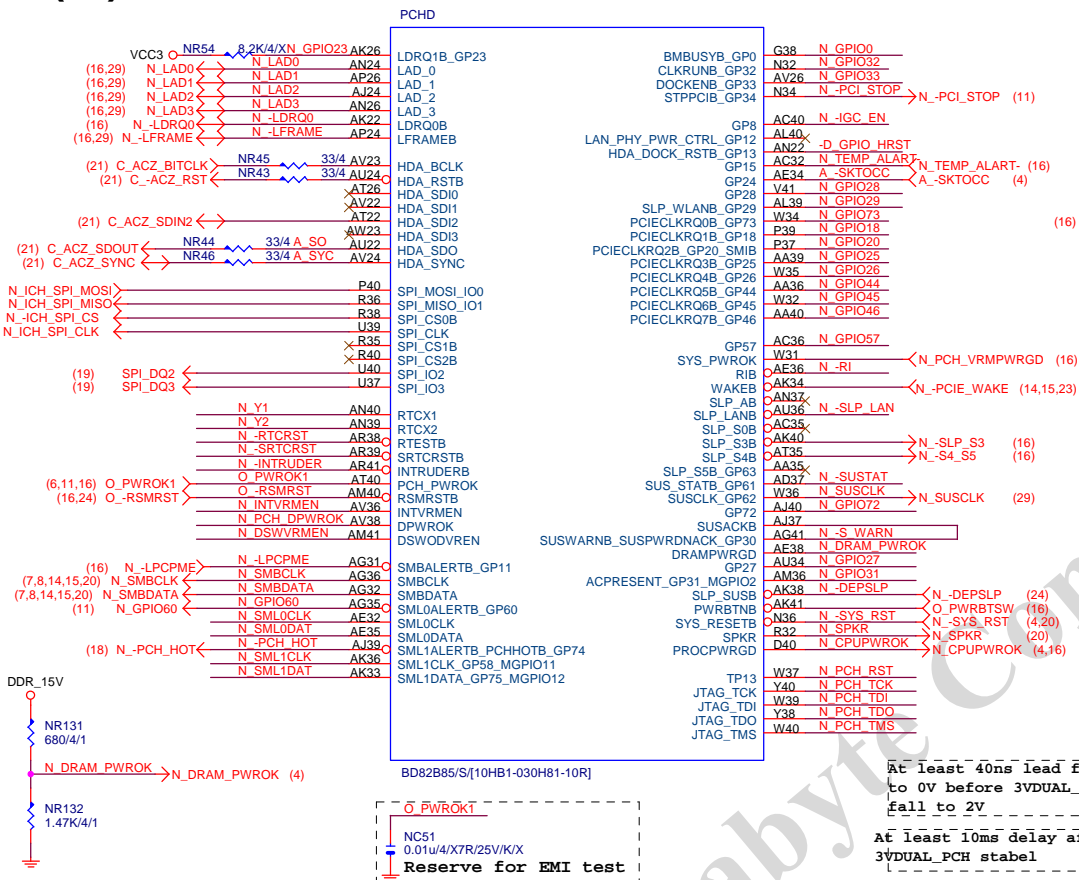 PCHD
VCC3 NR54 8.2K/4/X N_GPIO23 AK26 LDRQ1B_GP23
(16,29) N_LAD0 N_LAD0 AN24 LAD_0
(16,29) N_LAD1 N_LAD1 AP26 LAD_1
(16,29) N_LAD2 N_LAD2 AJ24 LAD_2
(16,29) N_LAD3 N_LAD3 AN26 LAD_3
(16) N_-LDRQ0 N_-LDRQ0 AK22 LDRQ0B
(16,29) N_-LFRAME N_-LFRAME AP24 LFRAMEB
(21) C_ACZ_BITCLK NR45 33/4 AV23 HDA_BCLK
(21) C_-ACZ_RST NR43 33/4 AU24 HDA_RSTB
AT26 HDA_SDI0
AV22 HDA_SDI1
(21) C_ACZ_SDIN2 AT22 HDA_SDI2
AW23 HDA_SDI3
(21) C_ACZ_SDOUT NR44 33/4 A_SO AU22 HDA_SDO
(21) C_ACZ_SYNC NR46 33/4 A_SYC AV24 HDA_SYNC
N_ICH_SPI_MOSI P40 SPI_MOSI_IO0
N_ICH_SPI_MISO R36 SPI_MISO_IO1
N_-ICH_SPI_CS R38 SPI_CS0B
N_ICH_SPI_CLK U39 SPI_CLK
R35 SPI_CS1B
R40 SPI_CS2B
(19) SPI_DQ2 U40 SPI_IO2
(19) SPI_DQ3 U37 SPI_IO3
N_Y1 AN40 RTCX1
N_Y2 AN39 RTCX2
N_-RTCRST AR38 RTESTB
N_-SRTCRST AR39 SRTCRSTB
N_-INTRUDER AR41 INTRUDERB
(6,11,16) O_PWROK1 O_PWROK1 AT40 PCH_PWROK
(16,24) O_-RSMRST O_-RSMRST AM40 RSMRSTB
N_INTVRMEN AV36 INTVRMEN
N_PCH_DPWROK AV38 DPWROK
N_DSWVRMEN AM41 DSWODVREN
(16) N_-LPCPME N_-LPCPME AG31 SMBALERTB_GP11
(7,8,14,15,20) N_SMBCLK N_SMBCLK AG36 SMBCLK
(7,8,14,15,20) N_SMBDATA N_SMBDATA AG32 SMBDATA
(11) N_GPIO60 N_GPIO60 AG35 SML0ALERTB_GP60
N_SML0CLK AE32 SML0CLK
N_SML0DAT AE35 SML0DATA
(18) N_-PCH_HOT N_-PCH_HOT AJ39 SML1ALERTB_PCHHOTB_GP74
N_SML1CLK AK36 SML1CLK_GP58_MGPIO11
N_SML1DAT AK33 SML1DATA_GP75_MGPIO12
BMBUSYB_GP0 G38 N_GPIO0
CLKRUNB_GP32 N32 N_GPIO32
DOCKENB_GP33 AV26 N_GPIO33
STPPCIB_GP34 N34 N_-PCI_STOP N_-PCI_STOP (11)
GP8 AC40 N_-IGC_EN
LAN_PHY_PWR_CTRL_GP12 AL40
HDA_DOCK_RSTB_GP13 AN22 -D_GPIO_HRST
GP15 AC32 N_TEMP_ALART- N_TEMP_ALART- (16)
GP24 AE34 A_-SKTOCC A_-SKTOCC (4)
GP28 V41 N_GPIO28
SLP_WLANB_GP29 AL39 N_GPIO29
PCIECLKRQ0B_GP73 W34 N_GPIO73 (16)
PCIECLKRQ1B_GP18 P39 N_GPIO18
PCIECLKRQ2B_GP20_SMIB P37 N_GPIO20
PCIECLKRQ3B_GP25 AA39 N_GPIO25
PCIECLKRQ4B_GP26 W35 N_GPIO26
PCIECLKRQ5B_GP44 AA36 N_GPIO44
PCIECLKRQ6B_GP45 W32 N_GPIO45
PCIECLKRQ7B_GP46 AA40 N_GPIO46
GP57 AC36 N_GPIO57
SYS_PWROK W31 N_PCH_VRMPWRGD (16)
RIB AE36 N_-RI
WAKEB AK34 N_-PCIE_WAKE (14,15,23)
SLP_AB AN37
SLP_LANB AU36 N_-SLP_LAN
SLP_S0B AC35
SLP_S3B AK40 N_-SLP_S3 (16)
SLP_S4B AT35 N_-S4_S5 (16)
SLP_S5B_GP63 AA35
SUS_STATB_GP61 AD37 N_-SUSTAT
SUSCLK_GP62 W36 N_SUSCLK N_SUSCLK (29)
GP72 AJ40 N_GPIO72
SUSACKB AJ37
SUSWARNB_SUSPWRDNACK_GP30 AG41 N_-S_WARN
DRAMPWRGD AE38 N_DRAM_PWROK
GP27 AU34 N_GPIO27
ACPRESENT_GP31_MGPIO2 AM36 N_GPIO31
SLP_SUSB AK38 N_-DEPSLP N_-DEPSLP (24)
PWRBTNB AK41 O_PWRBTSW (16)
SYS_RESETB N36 N_-SYS_RST N_-SYS_RST (4,20)
SPKR R32 N_SPKR N_SPKR (20)
PROCPWRGD D40 N_CPUPWROK N_CPUPWROK (4,16)
TP13 W37 N_PCH_RST
JTAG_TCK Y40 N_PCH_TCK
JTAG_TDI W39 N_PCH_TDI
JTAG_TDO Y38 N_PCH_TDO
JTAG_TMS W40 N_PCH_TMS
BD82B85/S/[10HB1-030H81-10R]
DDR_15V
NR131
680/4/1
N_DRAM_PWROK N_DRAM_PWROK (4)
NR132
1.47K/4/1
O_PWROK1
NC51
0.01u/4/X7R/25V/K/X
Reserve for EMI test
At least 40ns lead
to 0V before 3VDUAL_
fall to 2V
At least 10ms delay
3VDUAL_PCH stabel